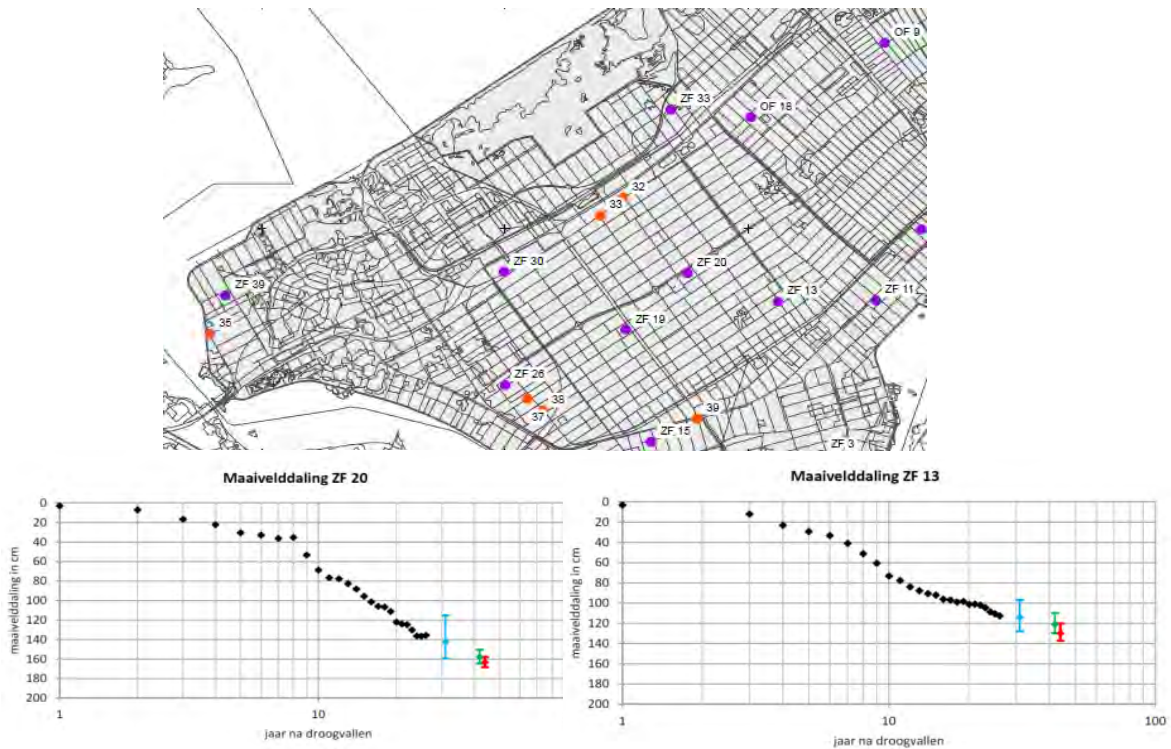 OF 9
ZF 33
OF 18
32
33
ZF 30
ZF 20
ZF 39
ZF 13
ZF 11
35
ZF 19
ZF 26
38
37
39
ZF 15
ZF 3
Maaivelddaling ZF 20
maaivelddaling in cm
0
20
40
60
80
100
120
140
160
180
200
1
10
jaar na droogvallen
Maaivelddaling ZF 13
maaivelddaling in cm
0
20
40
60
80
100
120
140
160
180
200
1
10
100
jaar na droogvallen